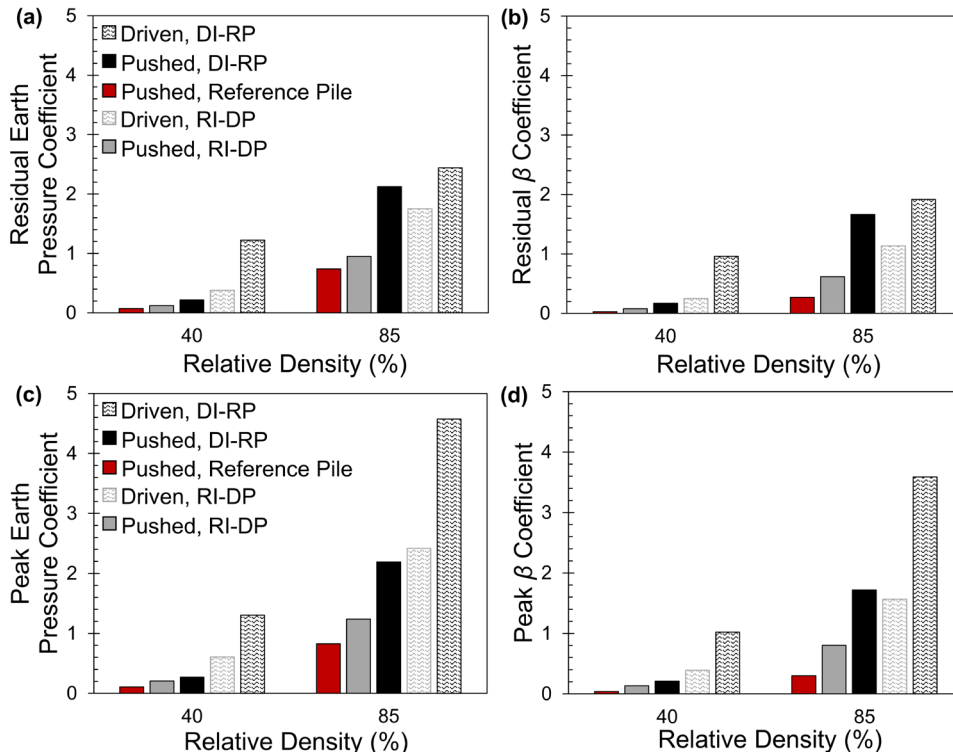 (a)
5
4
3
2
1
0
Residual Earth
Pressure Coefficient
Driven, DI-RP
Pushed, DI-RP
Pushed, Reference Pile
Driven, RI-DP
Pushed, RI-DP
40
85
Relative Density (%)
(b)
5
4
3
2
1
0
Residual β Coefficient
40
85
Relative Density (%)
(c)
5
4
3
2
1
0
Peak Earth
Pressure Coefficient
Driven, DI-RP
Pushed, DI-RP
Pushed, Reference Pile
Driven, RI-DP
Pushed, RI-DP
40
85
Relative Density (%)
(d)
5
4
3
2
1
0
Peak β Coefficient
40
85
Relative Density (%)